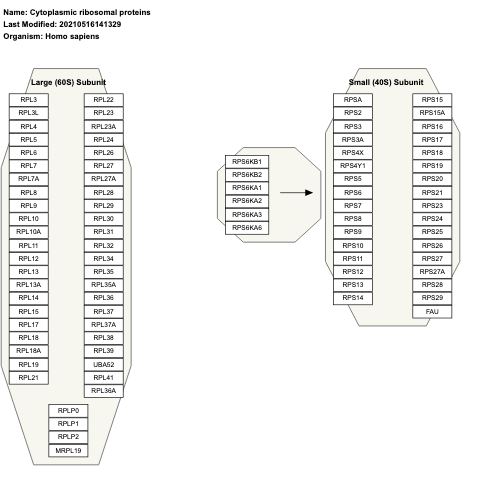 Name: Cytoplasmic ribosomal proteins
Last Modified: 20210516141329
Organism: Homo sapiens
Large (60S) Subunit
RPL3
RPL3L
RPL4
RPL5
RPL6
RPL7
RPL7A
RPL8
RPL9
RPL10
RPL10A
RPL11
RPL12
RPL13
RPL13A
RPL14
RPL15
RPL17
RPL18
RPL18A
RPL19
RPL21
RPL22
RPL23
RPL23A
RPL24
RPL26
RPL27
RPL27A
RPL28
RPL29
RPL30
RPL31
RPL32
RPL34
RPL35
RPL35A
RPL36
RPL37
RPL37A
RPL38
RPL39
UBA52
RPL41
RPL36A
RPLP0
RPLP1
RPLP2
MRPL19
RPS6KB1
RPS6KB2
RPS6KA1
RPS6KA2
RPS6KA3
RPS6KA6
Small (40S) Subunit
RPSA
RPS2
RPS3
RPS3A
RPS4X
RPS4Y1
RPS5
RPS6
RPS7
RPS8
RPS9
RPS10
RPS11
RPS12
RPS13
RPS14
RPS15
RPS15A
RPS16
RPS17
RPS18
RPS19
RPS20
RPS21
RPS23
RPS24
RPS25
RPS26
RPS27
RPS27A
RPS28
RPS29
FAU